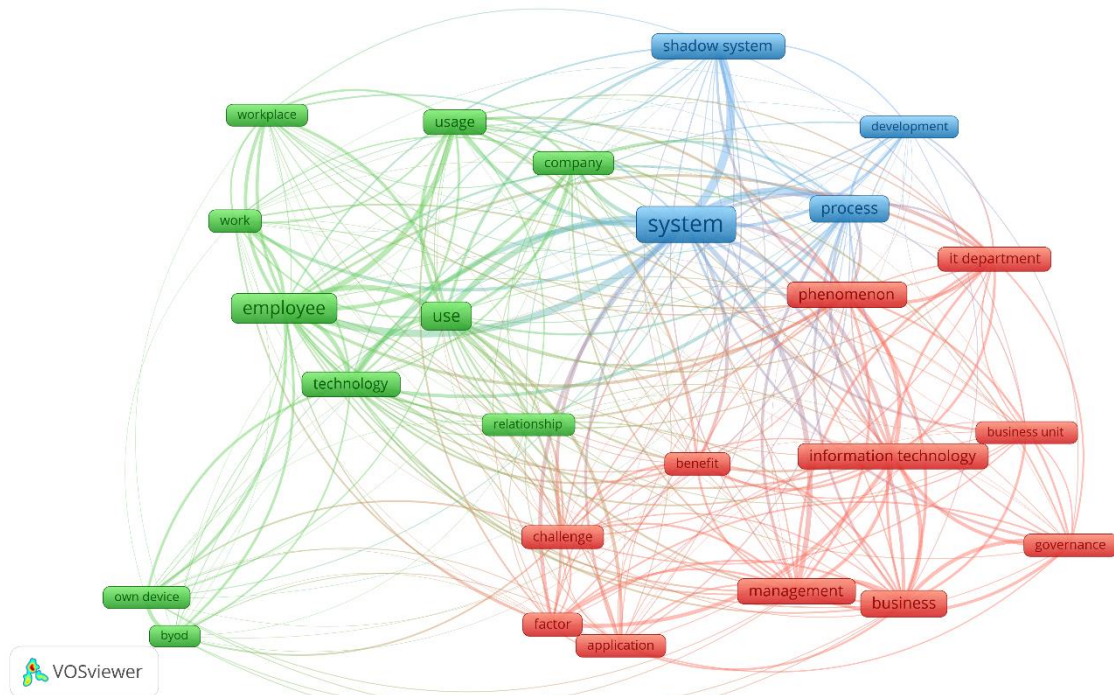 shadow system
workplace
usage
development
company
work
process
system
it department
phenomenon
employee
use
technology
relationship
business unit
information technology
benefit
challenge
governance
management
own device
business
factor
byod
application
VOSviewer